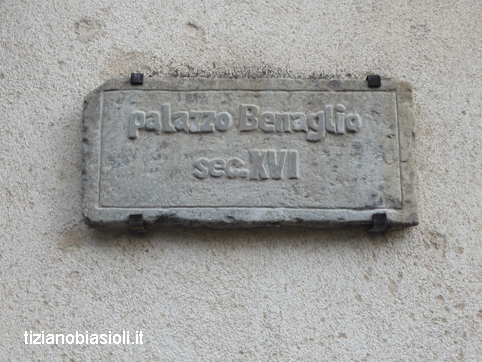 palazzo Benaglio
sec. XVI
tizianobiasioli.it